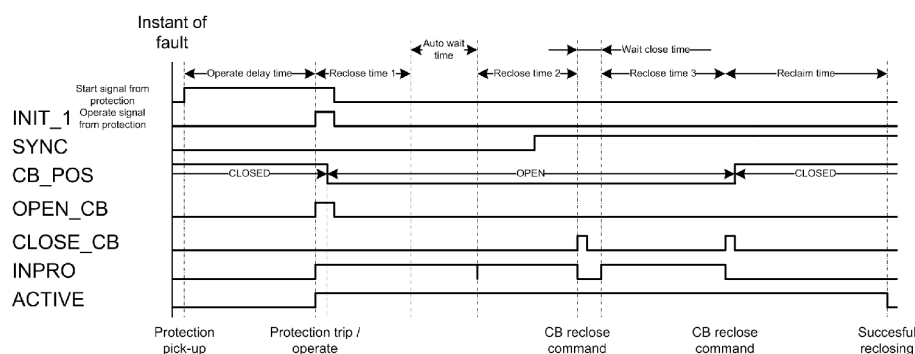 Instant of
fault
Auto wait
time
Wait close time
Operate delay time
Reclose time 1
Reclose time 2
Reclose time 3
Reclaim time
Start signal from
protection
INIT_1
Operate signal
from protection
SYNC
CB_POS
CLOSED
OPEN
CLOSED
OPEN_CB
CLOSE_CB
INPRO
ACTIVE
Protection
pick-up
Protection trip /
operate
CB reclose
command
CB reclose
command
Succesful
reclosing